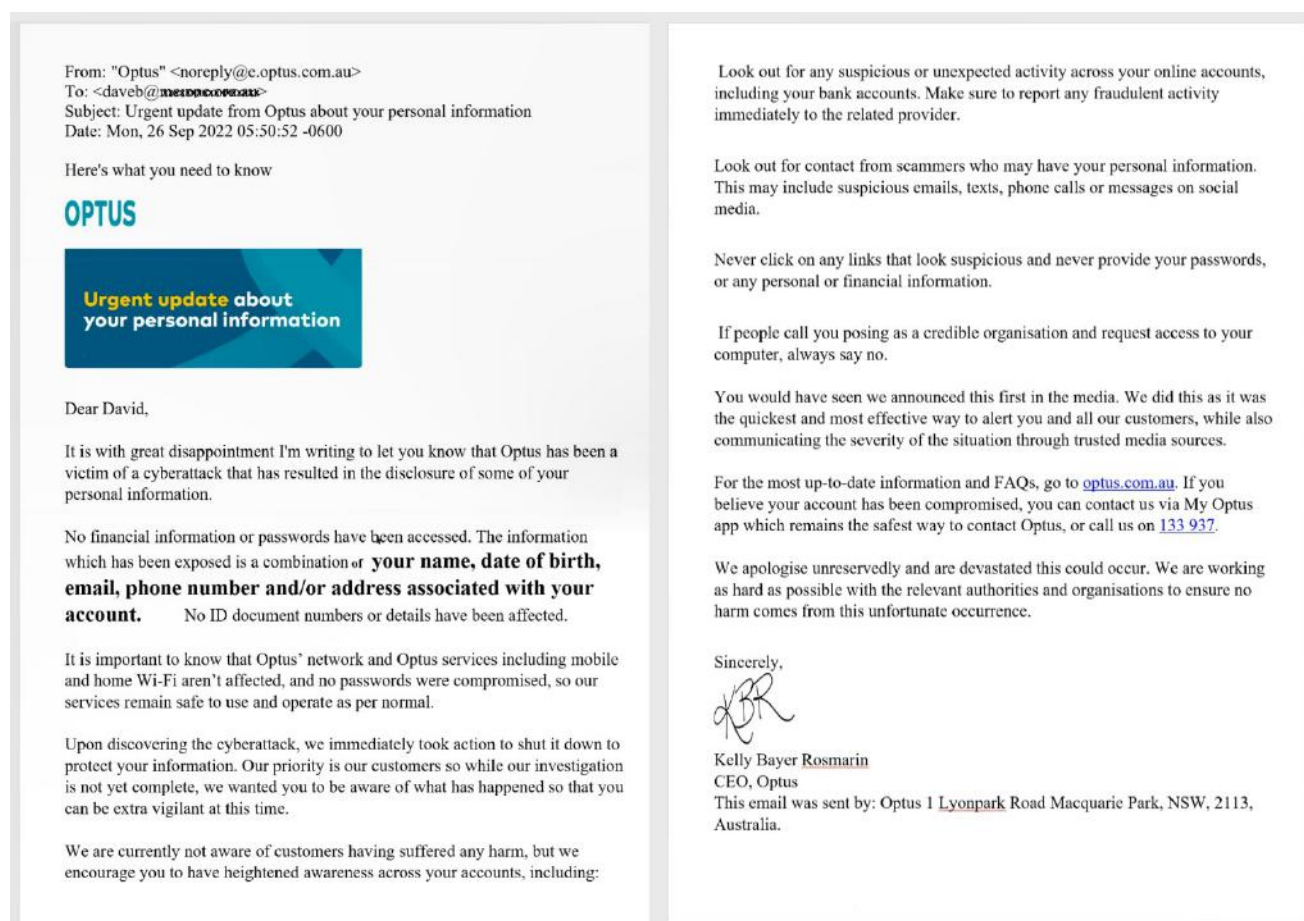 From: "Optus" <noreply@e.optus.com.au>
To: <daveb@
Subject: Urgent update from Optus about your personal information
Date: Mon, 26 Sep 2022 05:50:52 -0600
Here's what you need to know
OPTUS
Urgent update about
your personal information
Dear David,
It is with great disappointment I'm writing to let you know that Optus has been a
victim of a cyberattack that has resulted in the disclosure of some of your
personal information.
No financial information or passwords have been accessed. The information
which has been exposed is a combination of your name, date of birth,
email, phone number and/or address associated with your
account. No ID document numbers or details have been affected.
It is important to know that Optus' network and Optus services including mobile
and home Wi-Fi aren't affected, and no passwords were compromised, so our
services remain safe to use and operate as per normal.
Upon discovering the cyberattack, we immediately took action to shut it down to
protect your information. Our priority is our customers so while our investigation
is not yet complete, we wanted you to be aware of what has happened so that you
can be extra vigilant at this time.
We are currently not aware of customers having suffered any harm, but we
encourage you to have heightened awareness across your accounts, including:
Look out for any suspicious or unexpected activity across your online accounts,
including your bank accounts. Make sure to report any fraudulent activity
immediately to the related provider.
Look out for contact from scammers who may have your personal information.
This may include suspicious emails, texts, phone calls or messages on social
media.
Never click on any links that look suspicious and never provide your passwords,
or any personal or financial information.
If people call you posing as a credible organisation and request access to your
computer, always say no.
You would have seen we announced this first in the media. We did this as it was
the quickest and most effective way to alert you and all our customers, while also
communicating the severity of the situation through trusted media sources.
For the most up-to-date information and FAQs, go to optus.com.au. If you
believe your account has been compromised, you can contact us via My Optus
app which remains the safest way to contact Optus, or call us on 133 937.
We apologise unreservedly and are devastated this could occur. We are working
as hard as possible with the relevant authorities and organisations to ensure no
harm comes from this unfortunate occurrence.
Sincerely,
KBR
Kelly Bayer Rosmarin
CEO, Optus
This email was sent by: Optus 1 Lyonpark Road Macquarie Park, NSW, 2113,
Australia.